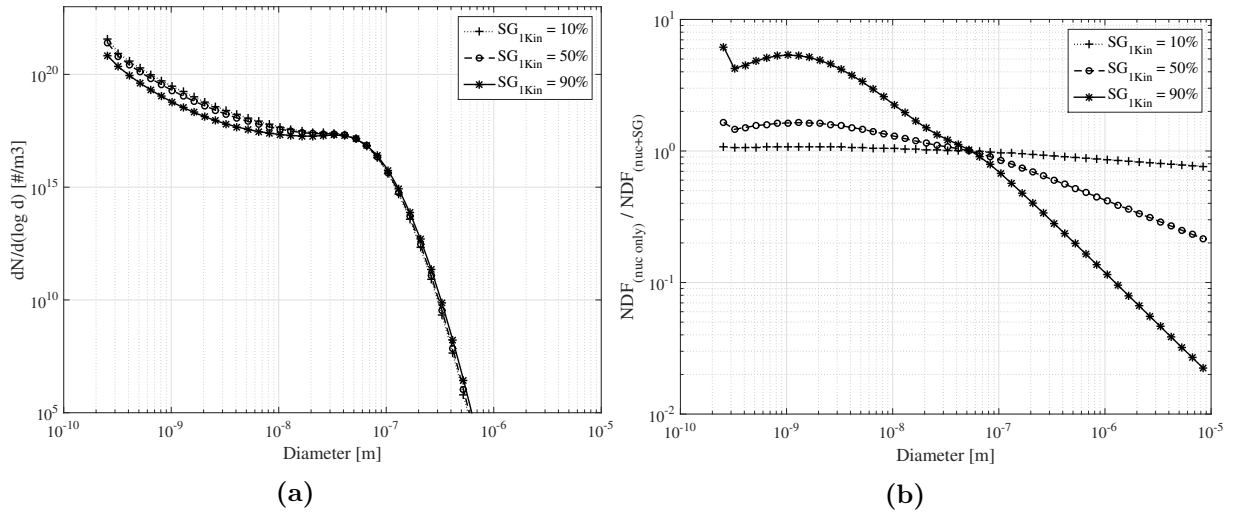 SG1Kin = 10%
SG1Kin = 50%
SG1Kin = 90%
dN/d(log d) [#/m3]
10^20
10^15
10^10
10^5
10^-10 10^-9 10^-8 10^-7 10^-6 10^-5
Diameter [m]
(a)
SG1Kin = 10%
SG1Kin = 50%
SG1Kin = 90%
NDF(nuc only) / NDF(nuc+SG)
10^1
10^0
10^-1
10^-2
10^-10 10^-9 10^-8 10^-7 10^-6 10^-5
Diameter [m]
(b)